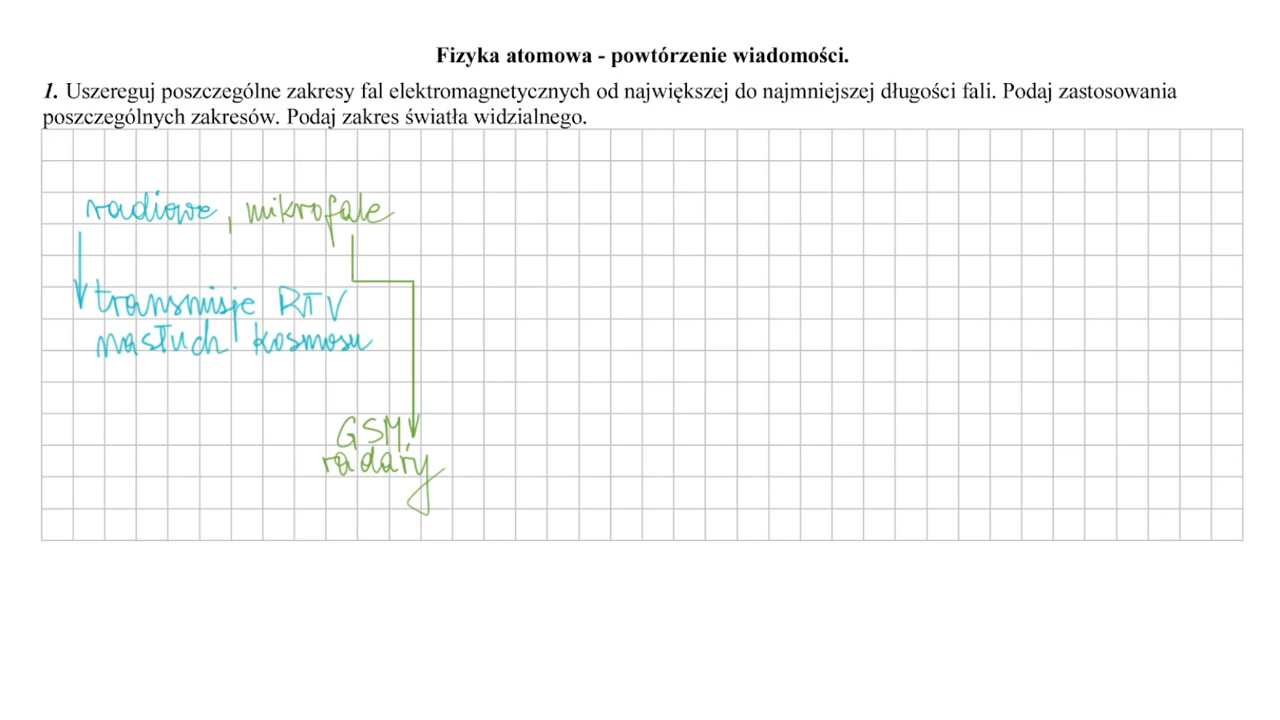 Fizyka atomowa - powtórzenie wiadomości.
1. Uszereguj poszczególne zakresy fal elektromagnetycznych od największej do najmniejszej długości fali. Podaj zastosowania
poszczególnych zakresów. Podaj zakres światła widzialnego.
radiowe, mikrofale
transmisje RTV
nasłuch kosmosu
GSM,
radary